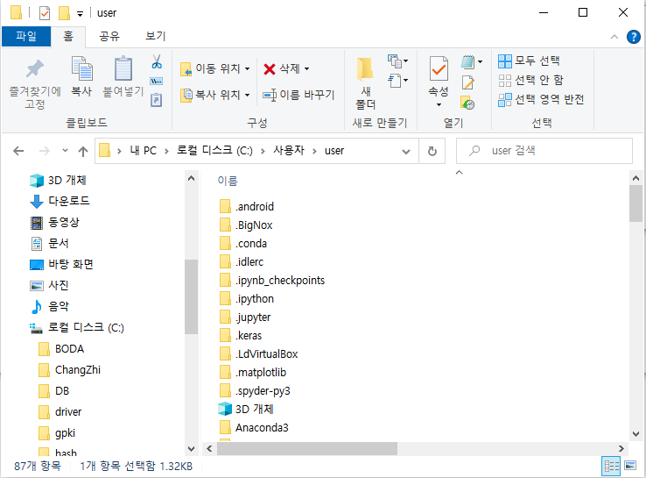 user
파일 홈 공유 보기
즐겨찾기에 고정
복사
붙여넣기
클립보드
이동 위치
복사 위치
삭제
이름 바꾸기
구성
새 폴더
새로 만들기
속성
열기
모두 선택
선택 안 함
선택 영역 반전
선택
내 PC > 로컬 디스크 (C:) > 사용자 > user
user 검색
3D 개체
다운로드
동영상
문서
바탕 화면
사진
음악
로컬 디스크 (C:)
BODA
ChangZhi
DB
driver
gpki
hash
이름
.android
.BigNox
.conda
.idlerc
.ipynb_checkpoints
.ipython
.jupyter
.keras
.LdVirtualBox
.matplotlib
.spyder-py3
3D 개체
Anaconda3
87개 항목 1개 항목 선택함 1.32KB